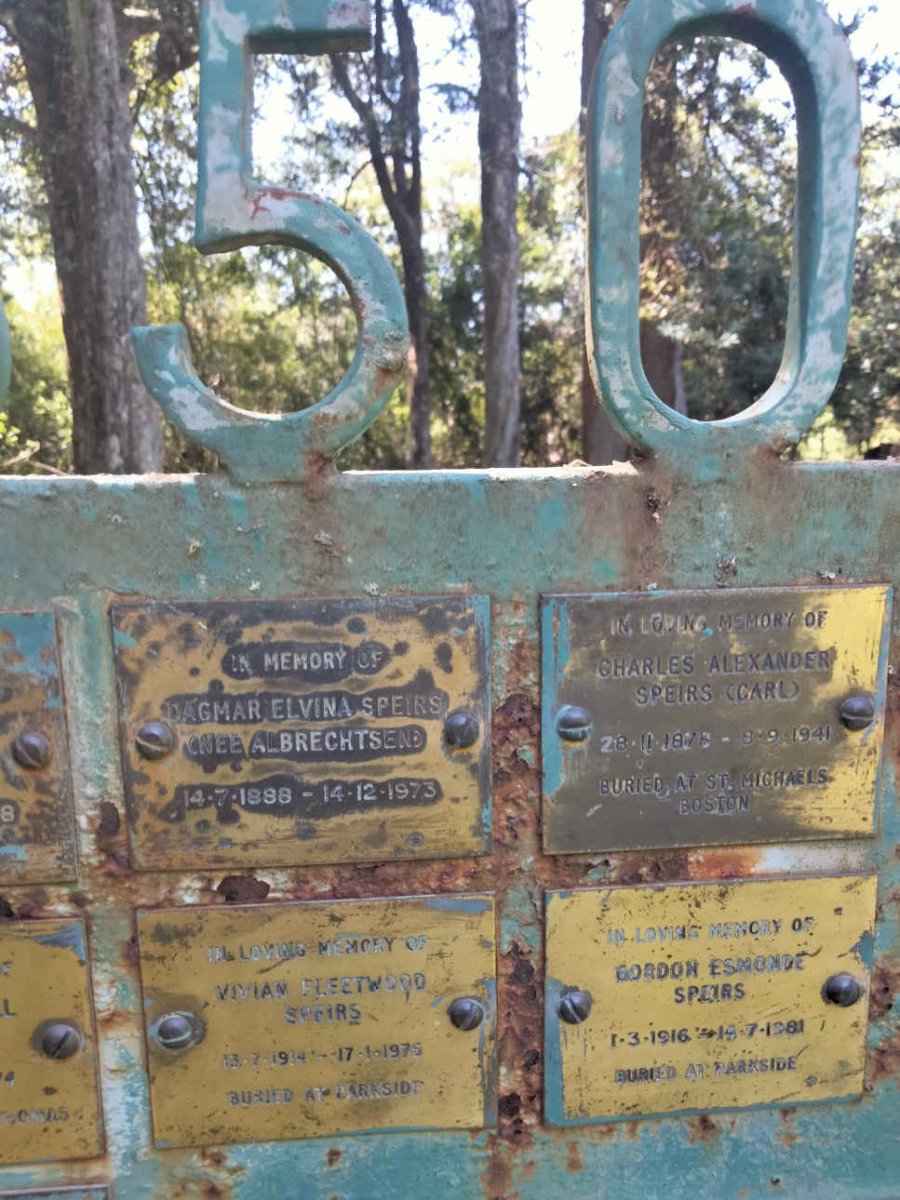 50
IN MEMORY OF
DAGMAR ELVINA SPEIRS
(NEE ALBRECHTSEN)
14·7·1888 - 14·12·1973
IN LOVING MEMORY OF
CHARLES ALEXANDER
SPEIRS (CARL)
28·11·1875 - 8·9·1941
BURIED AT ST. MICHAELS
BOSTON
8
IN LOVING MEMORY OF
VIVIAN FLEETWOOD
SPEIRS
13·7·1914 - 17·1·1975
BURIED AT PARKSIDE
IN LOVING MEMORY OF
GORDON ESMONDE
SPEIRS
1·3·1916 - 14·7·1981
BURIED AT PARKSIDE